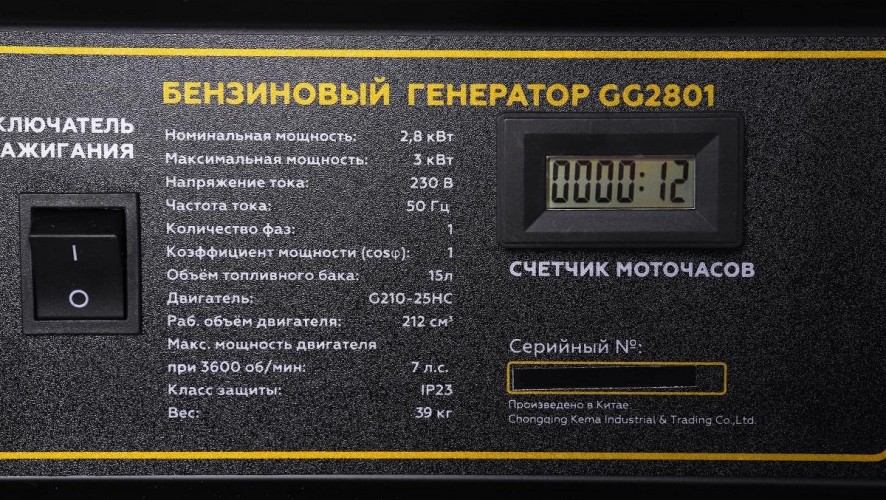 БЕНЗИНОВЫЙ ГЕНЕРАТОР GG2801
КЛЮЧАТЕЛЬ
АЖИГАНИЯ
I
O
Номинальная мощность: 2,8 кВт
Максимальная мощность: 3 кВт
Напряжение тока: 230 В
Частота тока: 50 Гц
Количество фаз: 1
Коэффициент мощности (cosφ): 1
Объём топливного бака: 15л
Двигатель: G210-25HC
Раб. объём двигателя: 212 см³
Макс. мощность двигателя
при 3600 об/мин: 7 л.с.
Класс защиты: IP23
Вес: 39 кг
0000:12
СЧЕТЧИК МОТОЧАСОВ
Серийный №:
Произведено в Китае
Chongqing Kema Industrial & Trading Co.,Ltd.